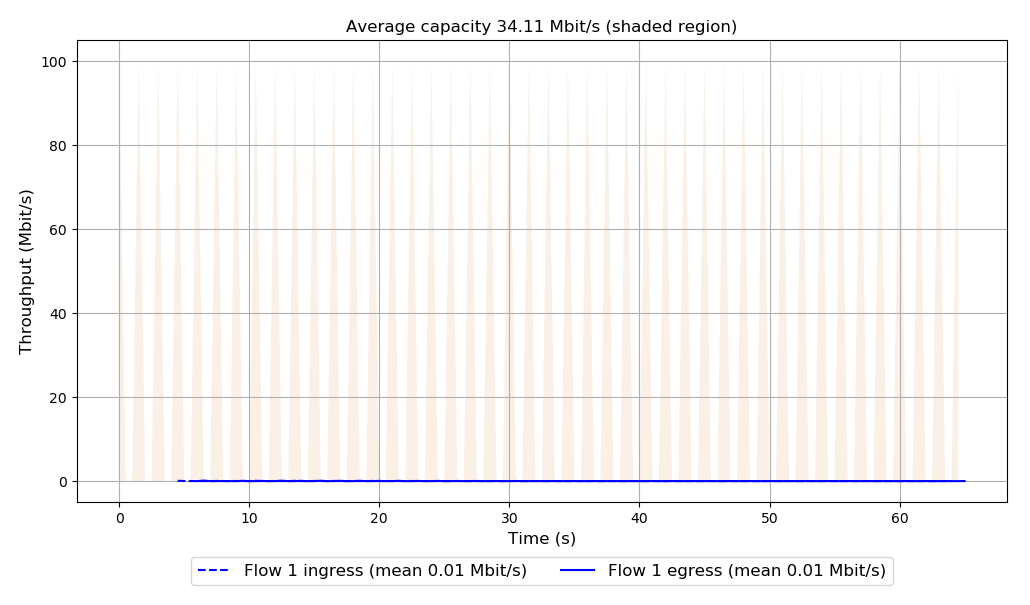 Average capacity 34.11 Mbit/s (shaded region)
Throughput (Mbit/s)
100
80
60
40
20
0
0 10 20 30 40 50 60
Time (s)
Flow 1 ingress (mean 0.01 Mbit/s) Flow 1 egress (mean 0.01 Mbit/s)